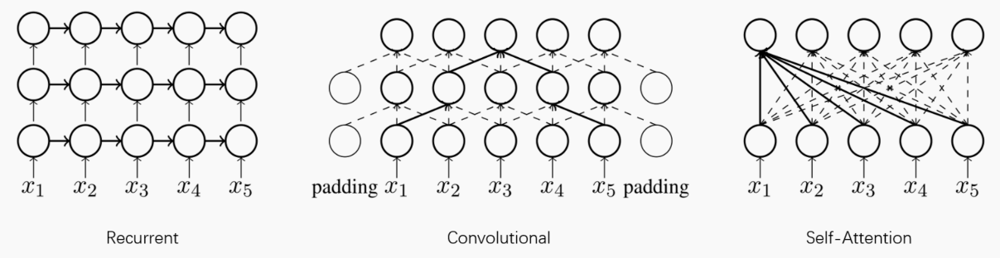 x₁ x₂ x₃ x₄ x₅
padding x₁ x₂ x₃ x₄ x₅ padding
x₁ x₂ x₃ x₄ x₅
Recurrent
Convolutional
Self-Attention